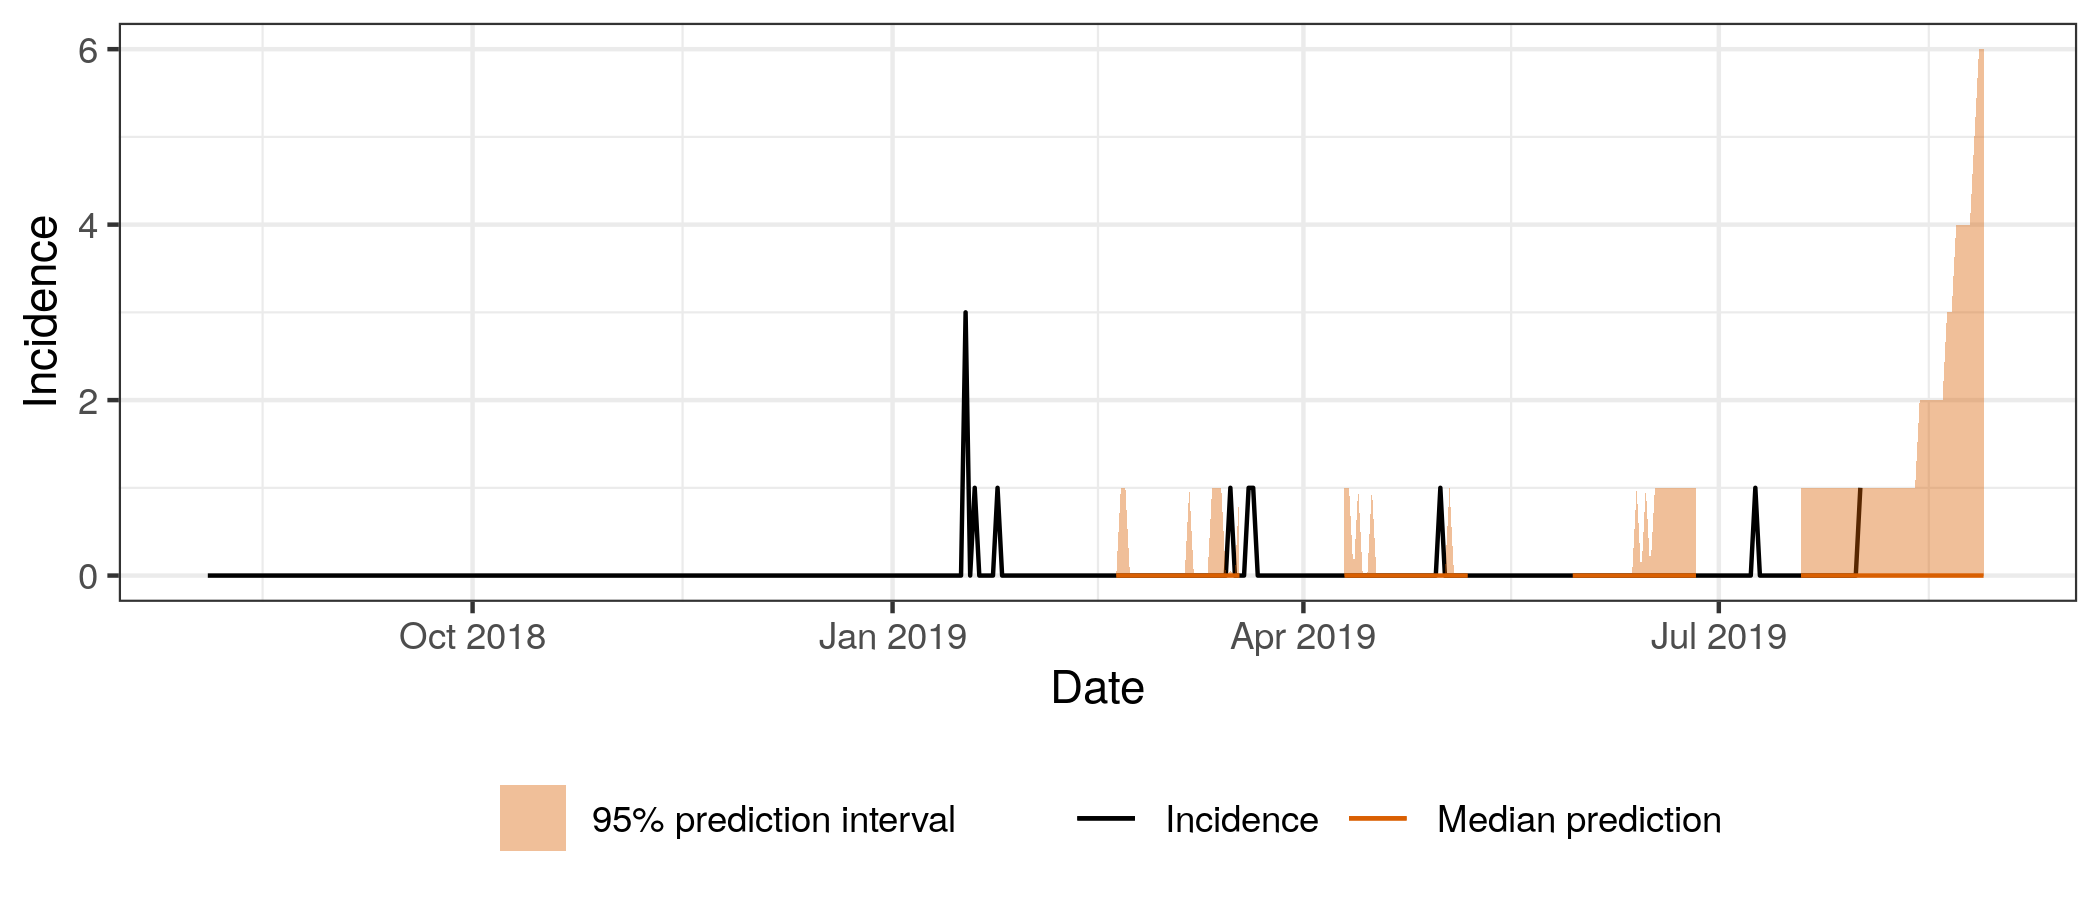 6
4
2
0
Incidence
Oct 2018
Jan 2019
Apr 2019
Jul 2019
Date
95% prediction interval
Incidence
Median prediction